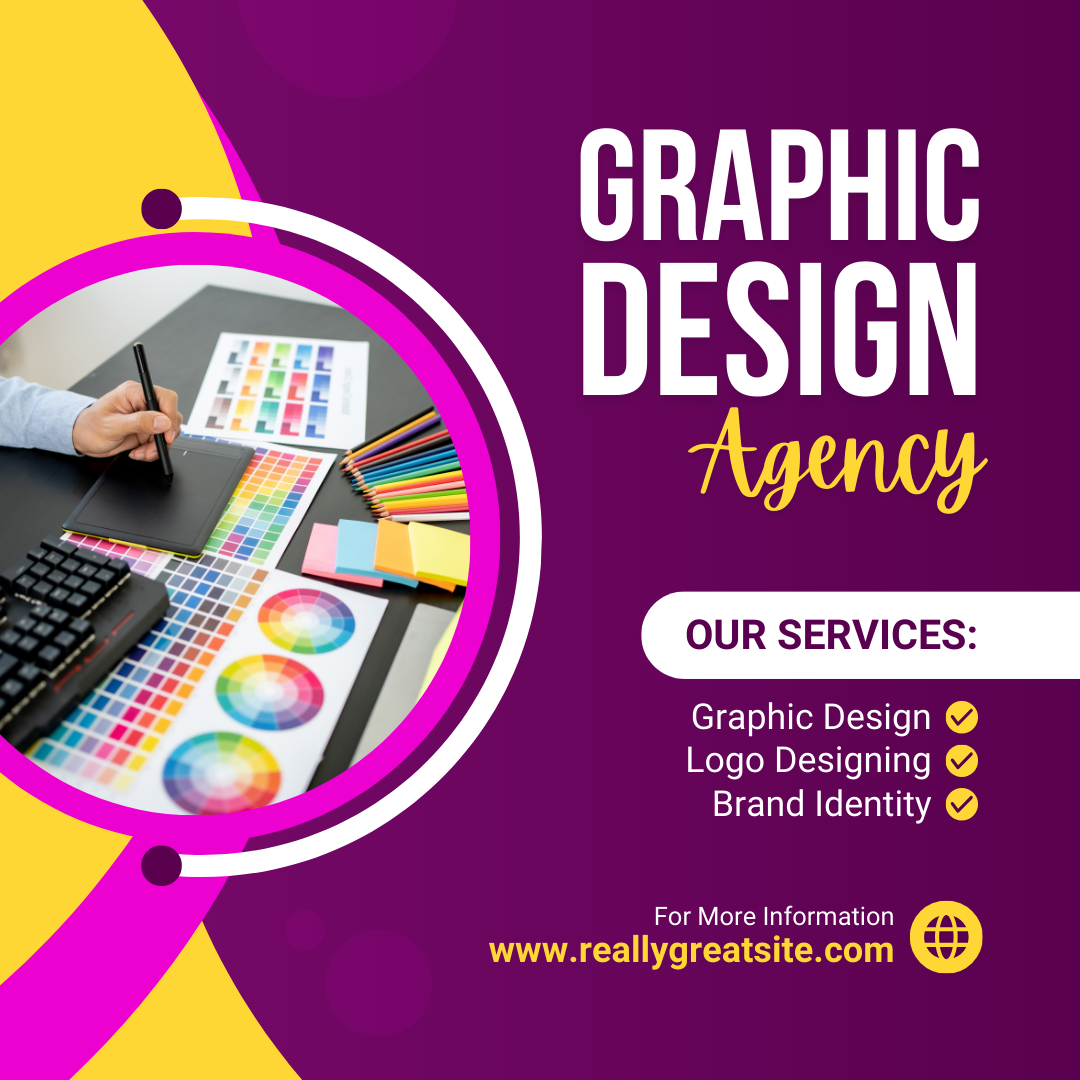 GRAPHIC
DESIGN
Agency
OUR SERVICES:
Graphic Design
Logo Designing
Brand Identity
For More Information
www.reallygreatsite.com